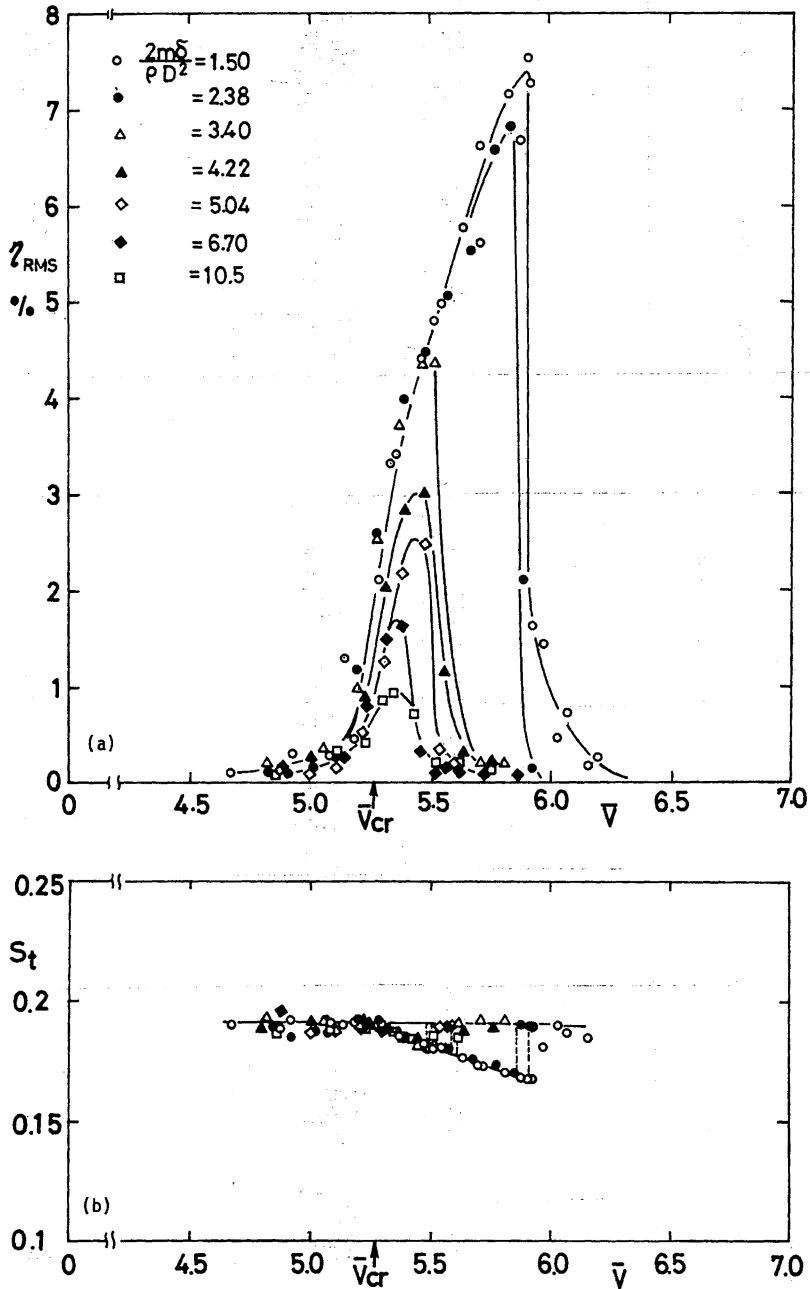 8
7
6
5
4
3
2
1
0
η RMS
%
2mδ
ρD² = 1.50
= 2.38
= 3.40
= 4.22
= 5.04
= 6.70
= 10.5
(a)
0 4.5 5.0 V̄cr 5.5 V̄ 6.0 6.5 7.0
0.25
St
0.2
0.15
(b)
0.1
0 4.5 5.0 V̄cr 5.5 V̄ 6.0 6.5 7.0